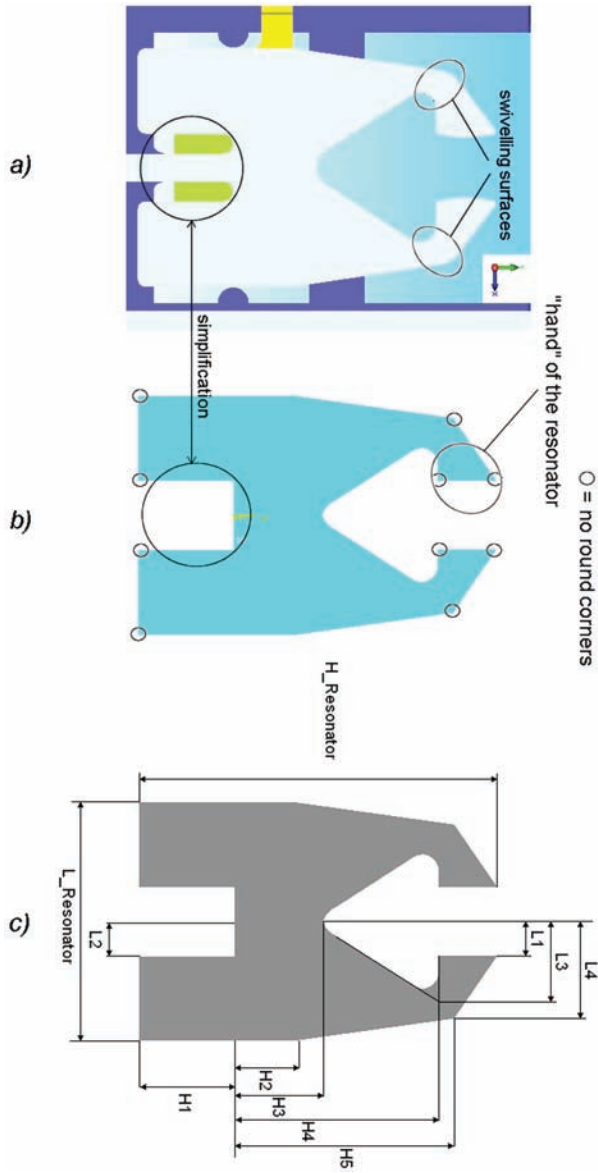 a)
swivelling
surfaces
simplification
b)
"hand" of the
resonator
○ = no round corners
c)
H_Resonator
L_Resonator
L2
L1
L3
L4
H1
H2
H3
H4
H5